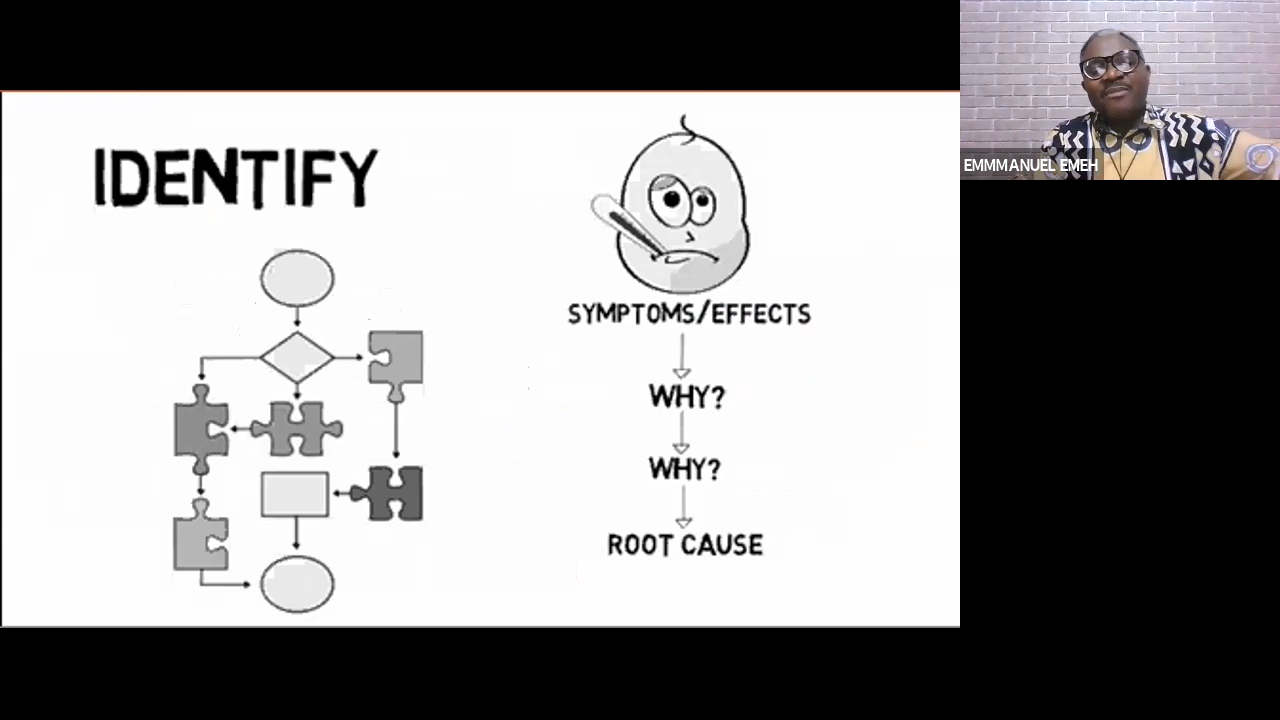 IDENTIFY
SYMPTOMS/EFFECTS
WHY?
WHY?
ROOT CAUSE
EMMMANUEL EMEH